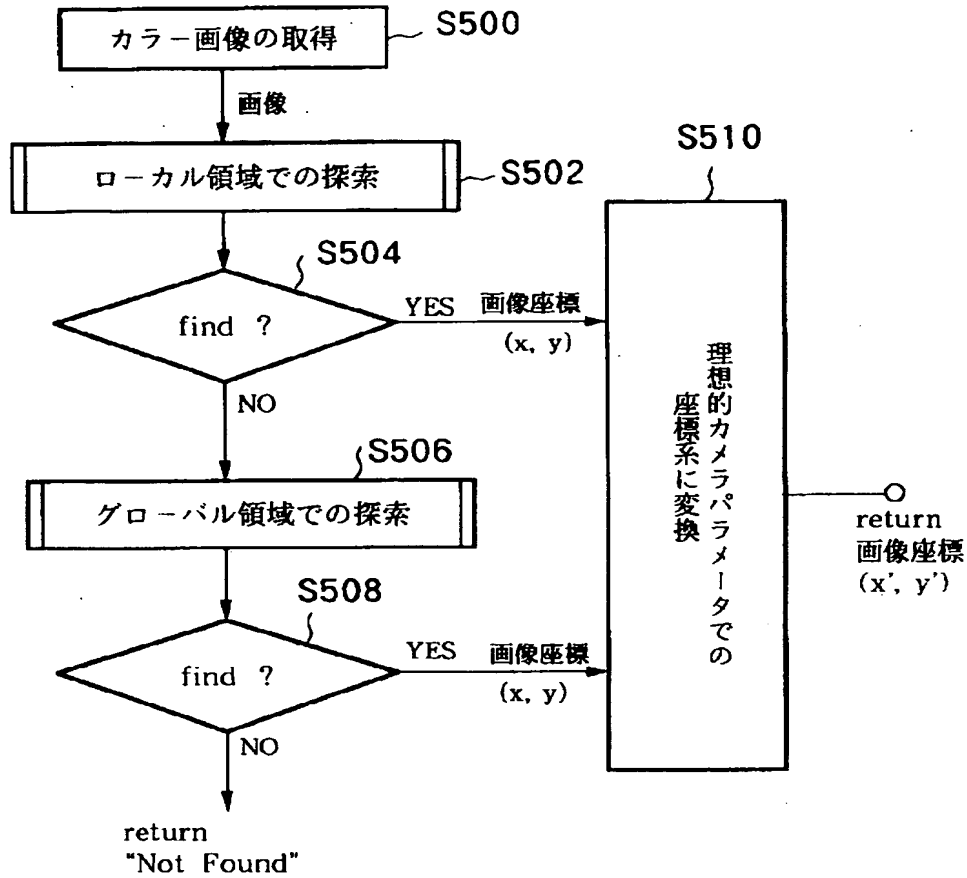 カラー画像の取得
S500
画像
ローカル領域での探索
S502
S504
find ?
YES
画像座標
(x, y)
NO
S506
グローバル領域での探索
S508
find ?
YES
画像座標
(x, y)
NO
return
"Not Found"
S510
理想的カメラパラメータでの
座標系に変換
return
画像座標
(x', y')